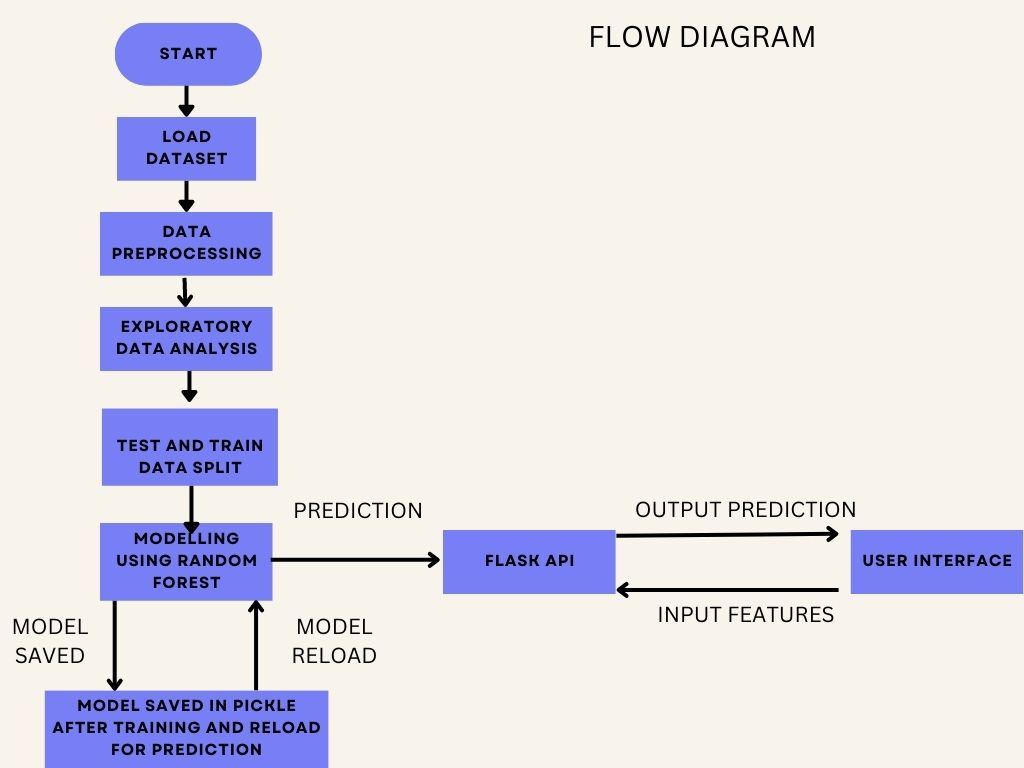 FLOW DIAGRAM
START
LOAD
DATASET
DATA
PREPROCESSING
EXPLORATORY
DATA ANALYSIS
TEST AND TRAIN
DATA SPLIT
MODELLING
USING RANDOM
FOREST
PREDICTION
FLASK API
OUTPUT PREDICTION
USER INTERFACE
INPUT FEATURES
MODEL
SAVED
MODEL
RELOAD
MODEL SAVED IN PICKLE
AFTER TRAINING AND RELOAD
FOR PREDICTION